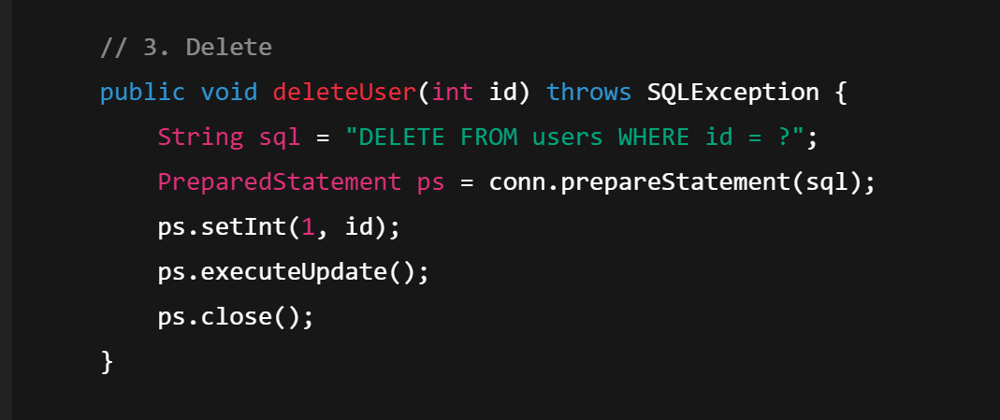 // 3. Delete
public void deleteUser(int id) throws SQLException {
    String sql = "DELETE FROM users WHERE id = ?";
    PreparedStatement ps = conn.prepareStatement(sql);
    ps.setInt(1, id);
    ps.executeUpdate();
    ps.close();
}